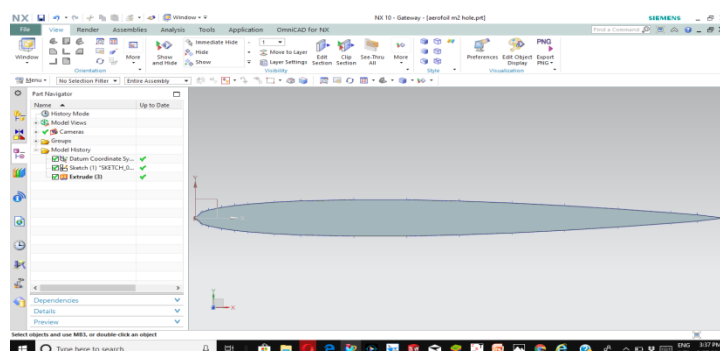 NX Window NX 10 - Gateway - [aerofoil m2 hole.prt] SIEMENS
File View Render Assemblies Analysis Tools Application OmniCAD for NX Find a Command
Window More Show and Hide Immediate Hide Hide Show 1 Move to Layer Layer Settings Edit Section Clip Section See-Thru All More Preferences Edit Object Display Export PNG
Orientation Visibility Style Visualization
Menu No Selection Filter Entire Assembly
Part Navigator
Name Up to Date
History Mode
Model Views
Cameras
Groups
Model History
Datum Coordinate Sy...
Sketch (1) "SKETCH_0...
Extrude (3)
Dependencies
Details
Preview
Select objects and use MB3, or double-click an object
Type here to search ENG 3:37 PM